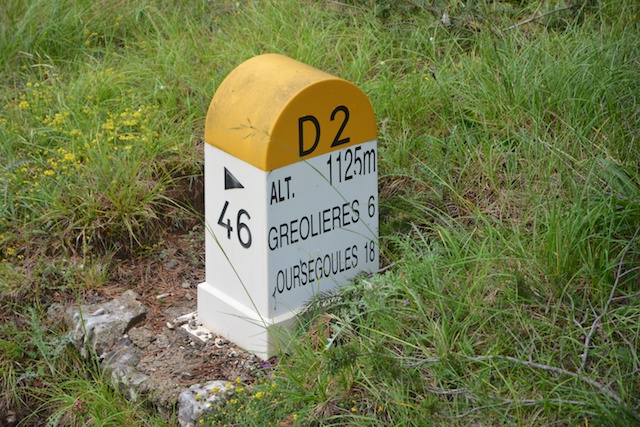 D 2
46
ALT. 1125m
GREOLIERES 6
COURSEGOULES 18